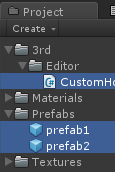 Project
Create
3rd
Editor
CustomHo
Materials
Prefabs
prefab1
prefab2
Textures